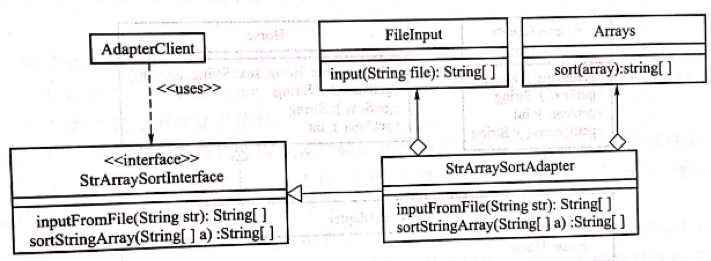 AdapterClient
<<uses>>
FileInput
input(String file): String[ ]
Arrays
sort(array):string[ ]
<<interface>>
StrArraySortInterface
inputFromFile(String str): String[ ]
sortStringArray(String[ ] a) :String[ ]
StrArraySortAdapter
inputFromFile(String str): String[ ]
sortStringArray(String[ ] a) :String[ ]